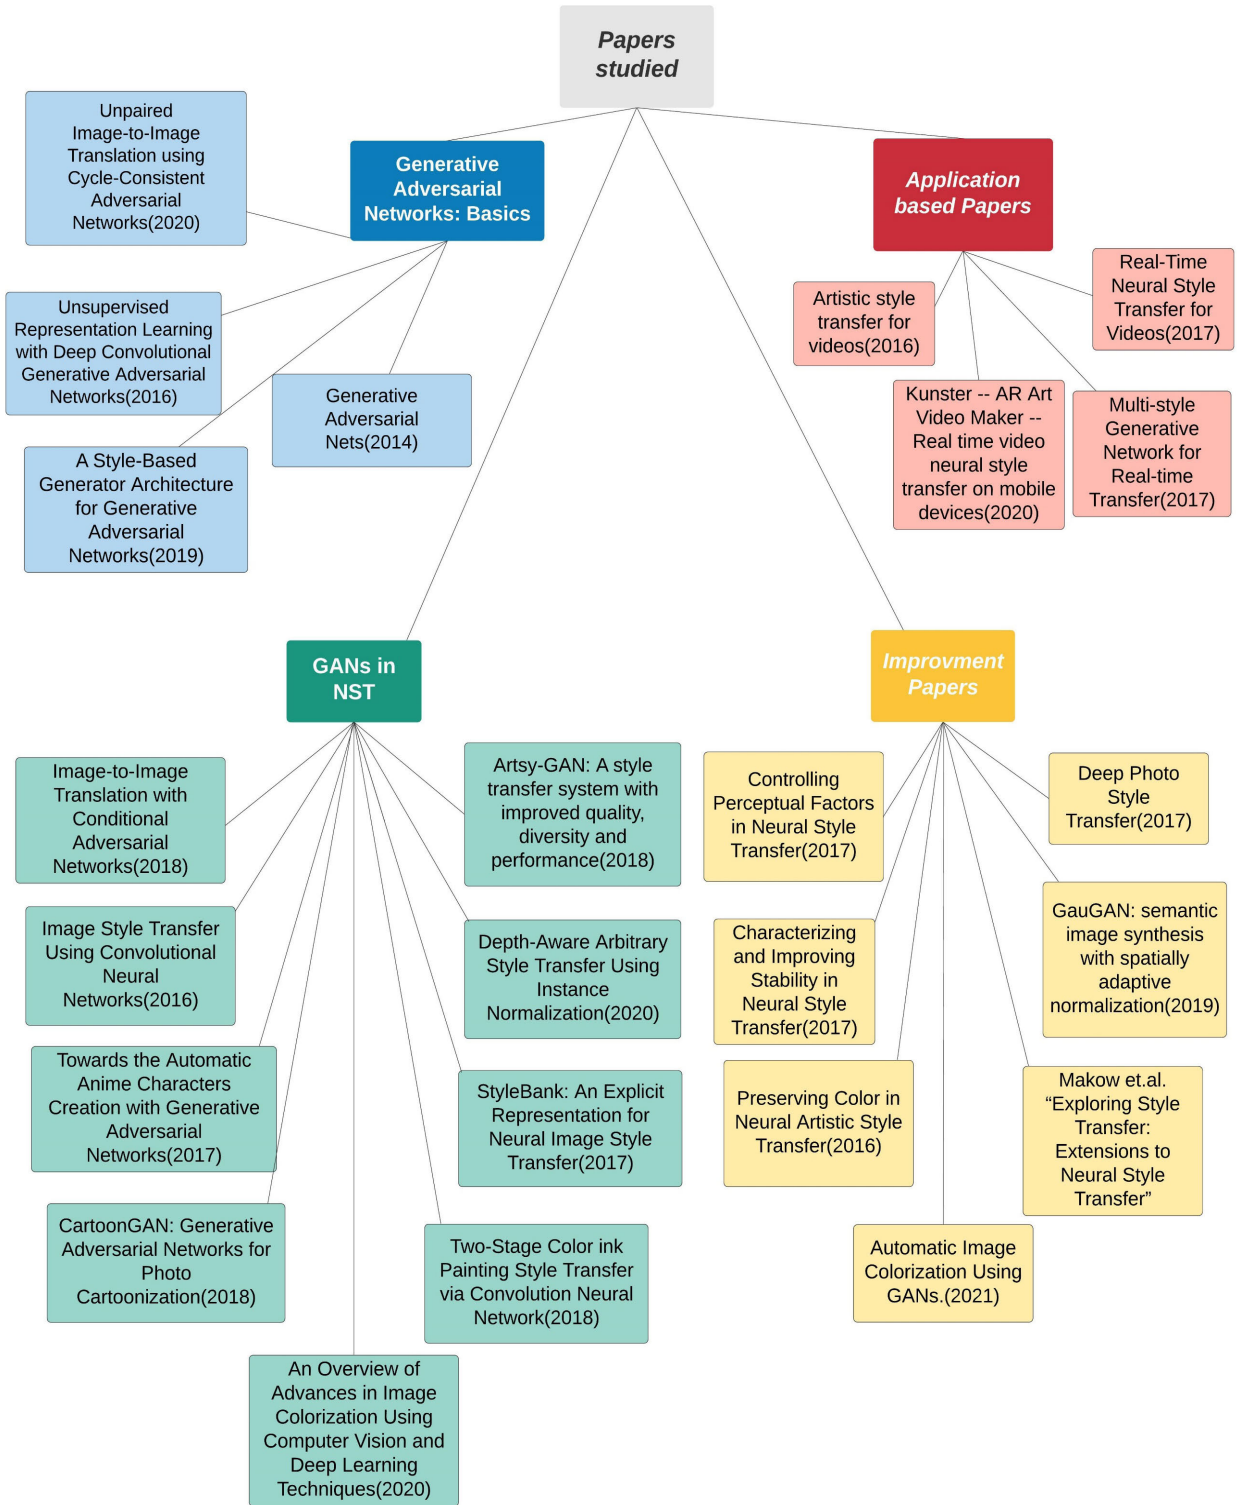 Papers
studied
Unpaired
Image-to-Image
Translation using
Cycle-Consistent
Adversarial
Networks(2020)
Generative
Adversarial
Networks: Basics
Unsupervised
Representation Learning
with Deep Convolutional
Generative Adversarial
Networks(2016)
Generative
Adversarial
Nets(2014)
A Style-Based
Generator Architecture
for Generative
Adversarial
Networks(2019)
Application
based Papers
Artistic style
transfer for
videos(2016)
Real-Time
Neural Style
Transfer for
Videos(2017)
Kunster -- AR Art
Video Maker --
Real time video
neural style
transfer on mobile
devices(2020)
Multi-style
Generative
Network for
Real-time
Transfer(2017)
GANs in
NST
Image-to-Image
Translation with
Conditional
Adversarial
Networks(2018)
Artsy-GAN: A style
transfer system with
improved quality,
diversity and
performance(2018)
Image Style Transfer
Using Convolutional
Neural
Networks(2016)
Depth-Aware Arbitrary
Style Transfer Using
Instance
Normalization(2020)
Towards the Automatic
Anime Characters
Creation with Generative
Adversarial
Networks(2017)
StyleBank: An Explicit
Representation for
Neural Image Style
Transfer(2017)
CartoonGAN: Generative
Adversarial Networks for
Photo
Cartoonization(2018)
Two-Stage Color ink
Painting Style Transfer
via Convolution Neural
Network(2018)
An Overview of
Advances in Image
Colorization Using
Computer Vision and
Deep Learning
Techniques(2020)
Improvment
Papers
Controlling
Perceptual Factors
in Neural Style
Transfer(2017)
Deep Photo
Style
Transfer(2017)
Characterizing
and Improving
Stability in
Neural Style
Transfer(2017)
GauGAN: semantic
image synthesis
with spatially
adaptive
normalization(2019)
Preserving Color in
Neural Artistic Style
Transfer(2016)
Makow et.al.
“Exploring Style
Transfer:
Extensions to
Neural Style
Transfer”
Automatic Image
Colorization Using
GANs.(2021)